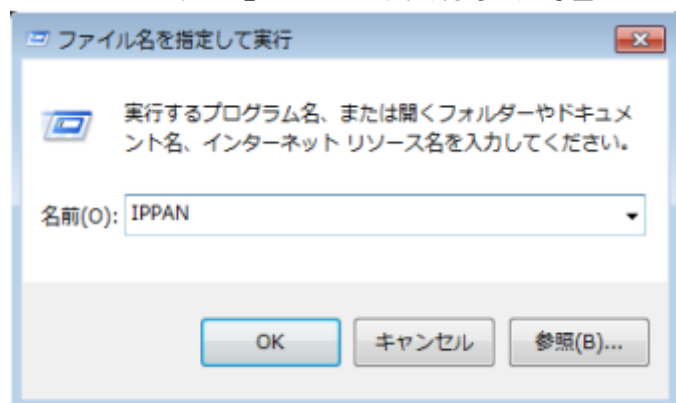 ファイル名を指定して実行
実行するプログラム名、または開くフォルダーやドキュメ
ント名、インターネット リソース名を入力してください。
名前(O): IPPAN
OK キャンセル 参照(B)...